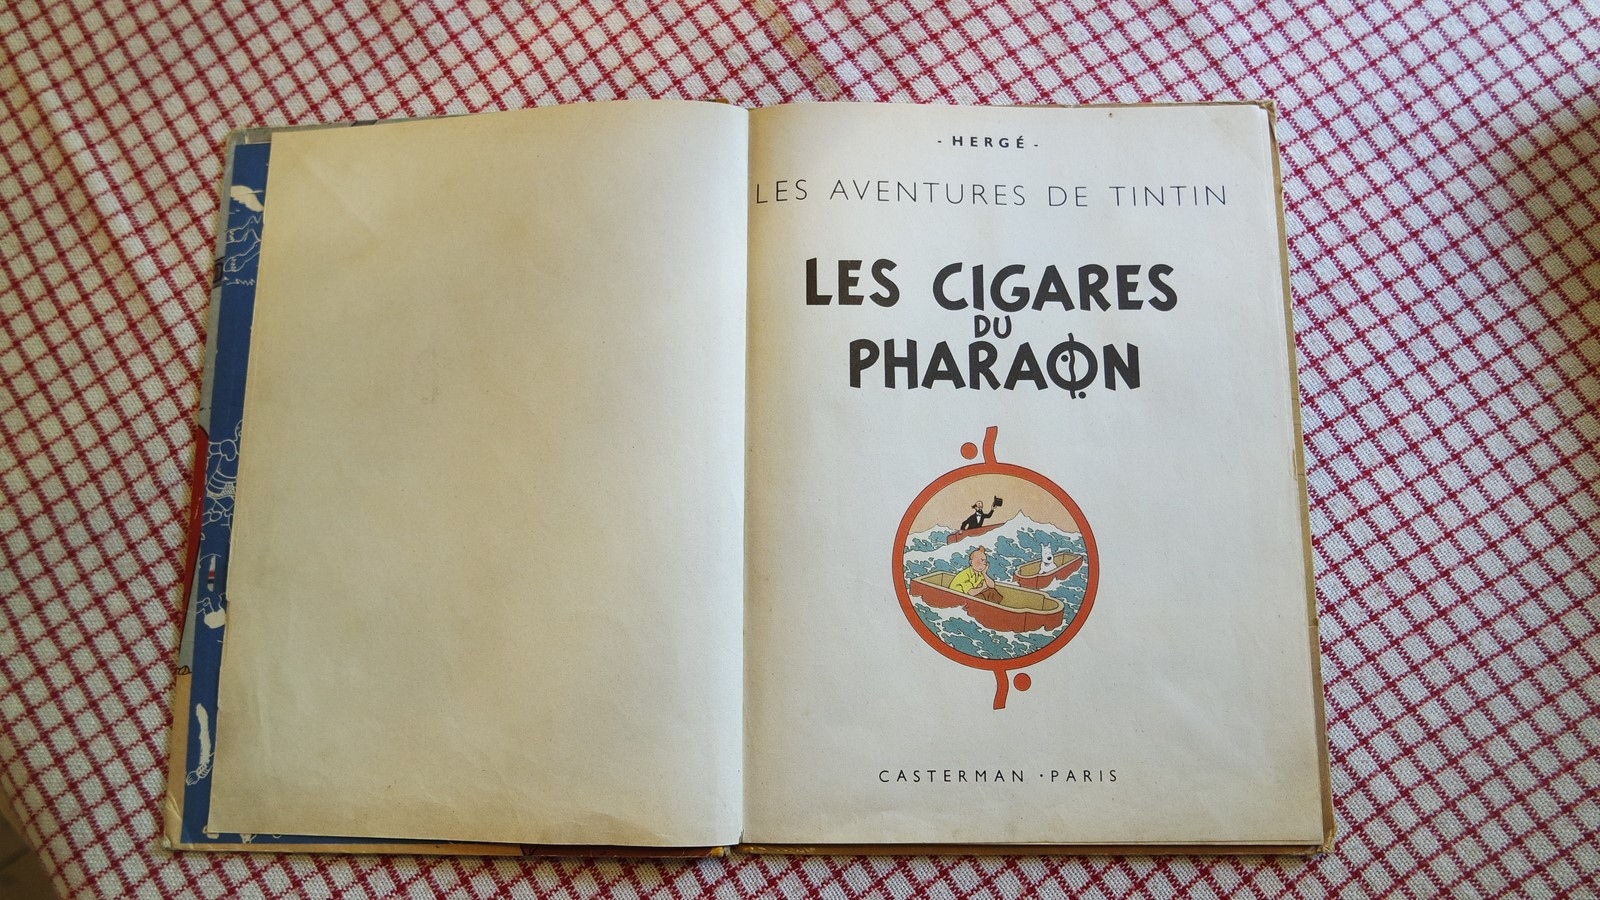 - HERGÉ -
LES AVENTURES DE TINTIN
LES CIGARES
DU
PHARAON
CASTERMAN · PARIS